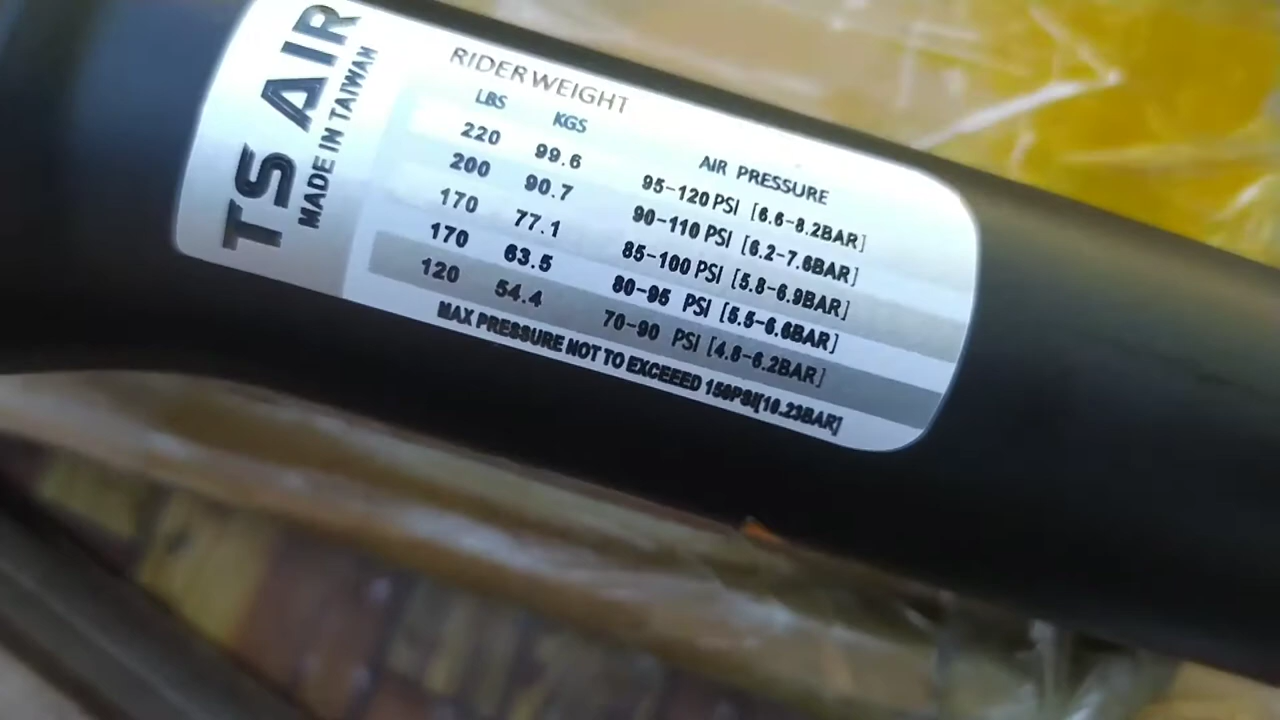 TS AIR
MADE IN TAIWAN
RIDER WEIGHT
LBS KGS AIR PRESSURE
220 99.6 95-120 PSI [6.6-8.2BAR]
200 90.7 90-110 PSI [6.2-7.6BAR]
170 77.1 85-100 PSI [5.8-6.9BAR]
170 63.5 80-95 PSI [5.5-6.6BAR]
120 54.4 70-90 PSI [4.8-6.2BAR]
MAX PRESSURE NOT TO EXCEEED 150PSI[10.23BAR]